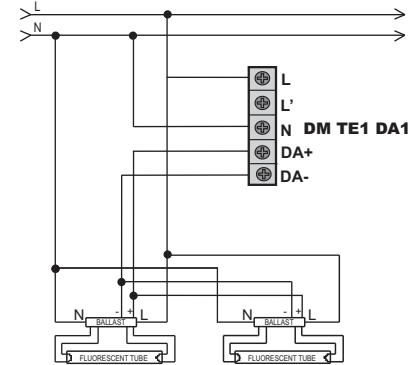 L
N
L
L'
N DM TE1 DA1
DA+
DA-
N - + L
BALLAST
FLUORESCENT TUBE
N - + L
BALLAST
FLUORESCENT TUBE